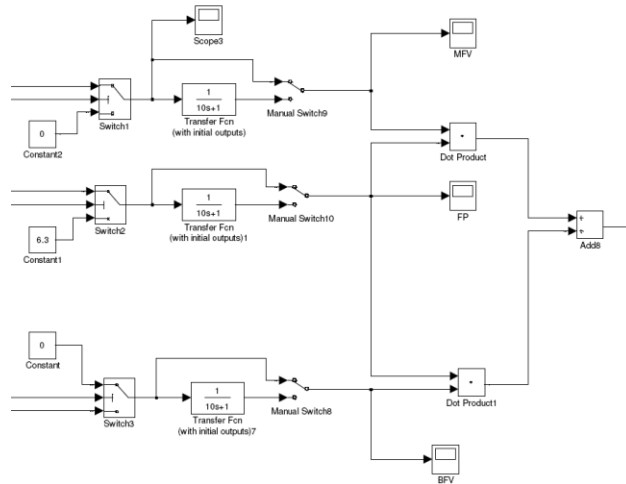 Scope3
MFV
1
10s+1
Switch1
Manual Switch9
0
Constant2
Transfer Fcn
(with initial outputs)
Dot Product
1
10s+1
FP
Switch2
Manual Switch10
Add8
6.3
Constant1
Transfer Fcn
(with initial outputs)1
0
Constant
1
10s+1
Switch3
Manual Switch8
Dot Product1
Transfer Fcn
(with initial outputs)7
BFV